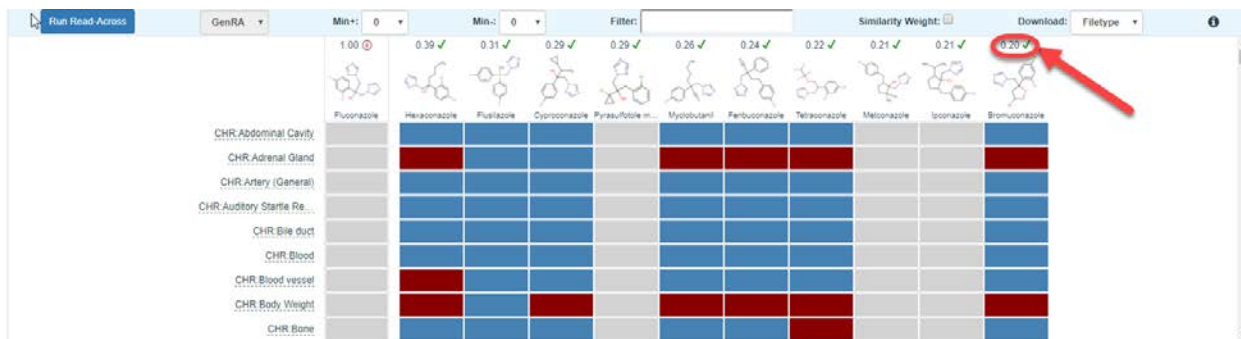 Run Read-Across GenRA Min+: 0 Min-: 0 Filter: Similarity Weight: Download: Filetype
1.00 0.39 0.31 0.29 0.29 0.26 0.24 0.22 0.21 0.21 0.20
Fluconazole Hexaconazole Flusilazole Cyproconazole Pyrasulfotole m... Myclobutanil Fenbuconazole Tetraconazole Metconazole Ipconazole Bromuconazole
CHR:Abdominal Cavity
CHR:Adrenal Gland
CHR:Artery (General)
CHR:Auditory Startle Re...
CHR:Bile duct
CHR:Blood
CHR:Blood vessel
CHR:Body Weight
CHR:Bone